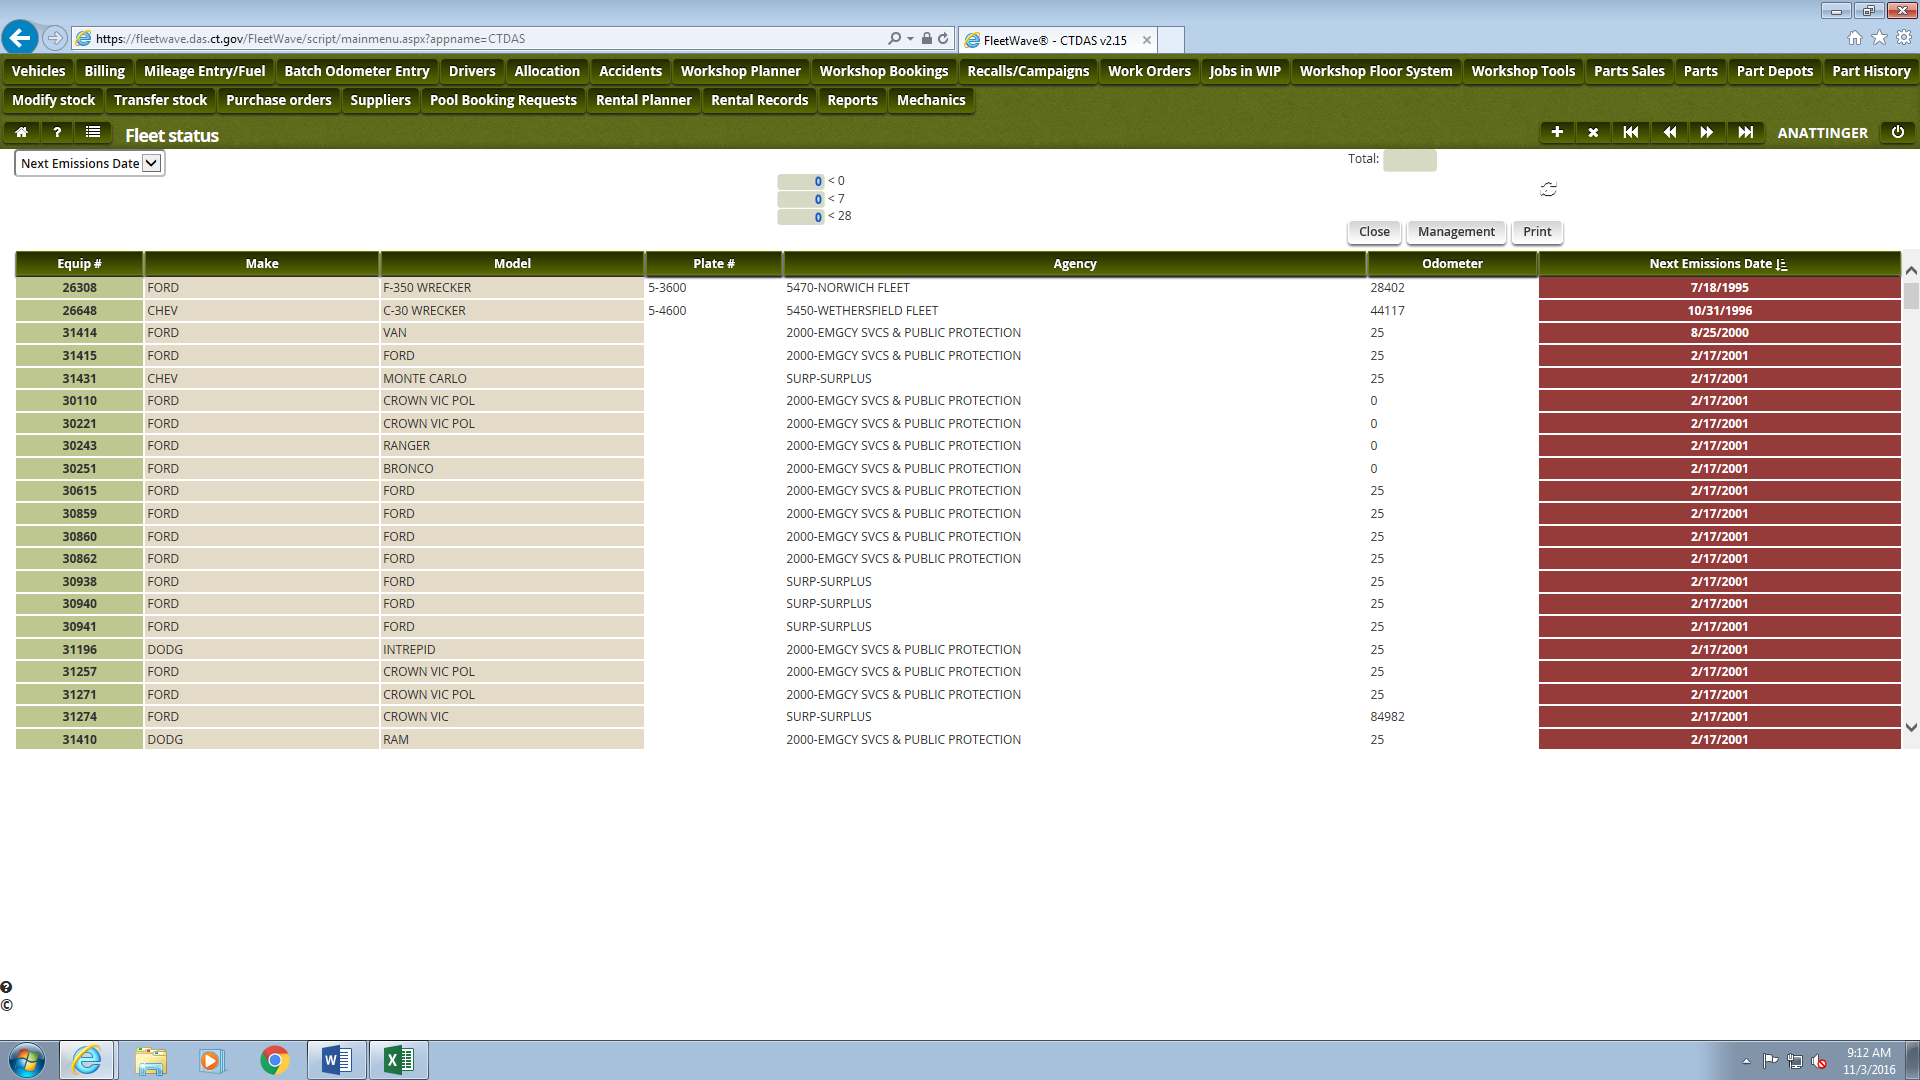 https://fleetwave.das.ct.gov/FleetWave/script/mainmenu.aspx?appname=CTDAS
FleetWave® - CTDAS v2.15
Vehicles Billing Mileage Entry/Fuel Batch Odometer Entry Drivers Allocation Accidents Workshop Planner Workshop Bookings Recalls/Campaigns Work Orders Jobs in WIP Workshop Floor System Workshop Tools Parts Sales Parts Part Depots Part History
Modify stock Transfer stock Purchase orders Suppliers Pool Booking Requests Rental Planner Rental Records Reports Mechanics
? Fleet status ANATTINGER
Next Emissions Date Total:
0 < 0
0 < 7
0 < 28
Close Management Print
Equip # Make Model Plate # Agency Odometer Next Emissions Date
26308 FORD F-350 WRECKER 5-3600 5470-NORWICH FLEET 28402 7/18/1995
26648 CHEV C-30 WRECKER 5-4600 5450-WETHERSFIELD FLEET 44117 10/31/1996
31414 FORD VAN 2000-EMGCY SVCS & PUBLIC PROTECTION 25 8/25/2000
31415 FORD FORD 2000-EMGCY SVCS & PUBLIC PROTECTION 25 2/17/2001
31431 CHEV MONTE CARLO SURP-SURPLUS 25 2/17/2001
30110 FORD CROWN VIC POL 2000-EMGCY SVCS & PUBLIC PROTECTION 0 2/17/2001
30221 FORD CROWN VIC POL 2000-EMGCY SVCS & PUBLIC PROTECTION 0 2/17/2001
30243 FORD RANGER 2000-EMGCY SVCS & PUBLIC PROTECTION 0 2/17/2001
30251 FORD BRONCO 2000-EMGCY SVCS & PUBLIC PROTECTION 0 2/17/2001
30615 FORD FORD 2000-EMGCY SVCS & PUBLIC PROTECTION 25 2/17/2001
30859 FORD FORD 2000-EMGCY SVCS & PUBLIC PROTECTION 25 2/17/2001
30860 FORD FORD 2000-EMGCY SVCS & PUBLIC PROTECTION 25 2/17/2001
30862 FORD FORD 2000-EMGCY SVCS & PUBLIC PROTECTION 25 2/17/2001
30938 FORD FORD SURP-SURPLUS 25 2/17/2001
30940 FORD FORD SURP-SURPLUS 25 2/17/2001
30941 FORD FORD SURP-SURPLUS 25 2/17/2001
31196 DODG INTREPID 2000-EMGCY SVCS & PUBLIC PROTECTION 25 2/17/2001
31257 FORD CROWN VIC POL 2000-EMGCY SVCS & PUBLIC PROTECTION 25 2/17/2001
31271 FORD CROWN VIC POL 2000-EMGCY SVCS & PUBLIC PROTECTION 25 2/17/2001
31274 FORD CROWN VIC SURP-SURPLUS 84982 2/17/2001
31410 DODG RAM 2000-EMGCY SVCS & PUBLIC PROTECTION 25 2/17/2001
?
©
9:12 AM
11/3/2016